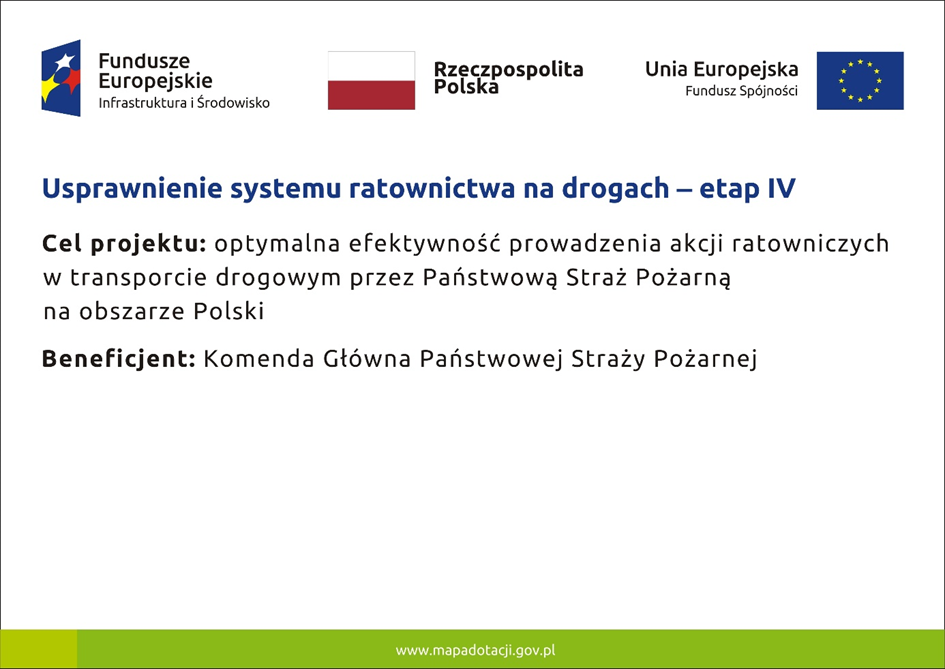 Fundusze
Europejskie
Infrastruktura i Środowisko
Rzeczpospolita
Polska
Unia Europejska
Fundusz Spójności
Usprawnienie systemu ratownictwa na drogach – etap IV
Cel projektu: optymalna efektywność prowadzenia akcji ratowniczych
w transporcie drogowym przez Państwową Straż Pożarną
na obszarze Polski
Beneficjent: Komenda Główna Państwowej Straży Pożarnej
www.mapadotacji.gov.pl